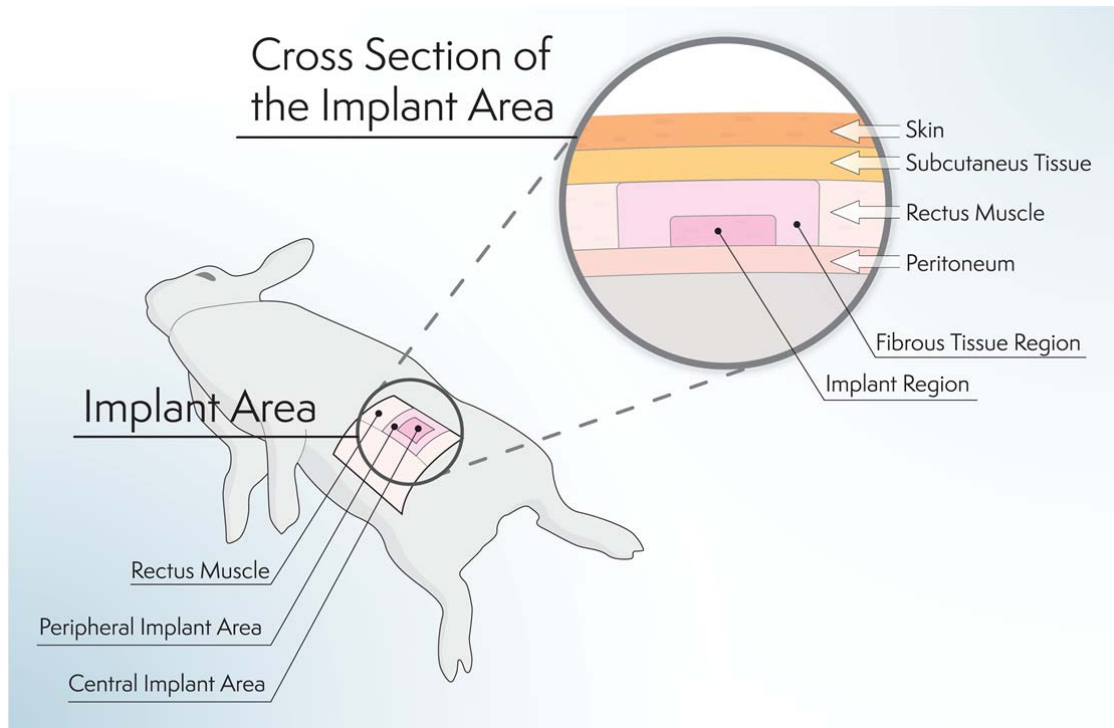 Cross Section of
the Implant Area
Skin
Subcutaneus Tissue
Rectus Muscle
Peritoneum
Fibrous Tissue Region
Implant Region
Implant Area
Rectus Muscle
Peripheral Implant Area
Central Implant Area